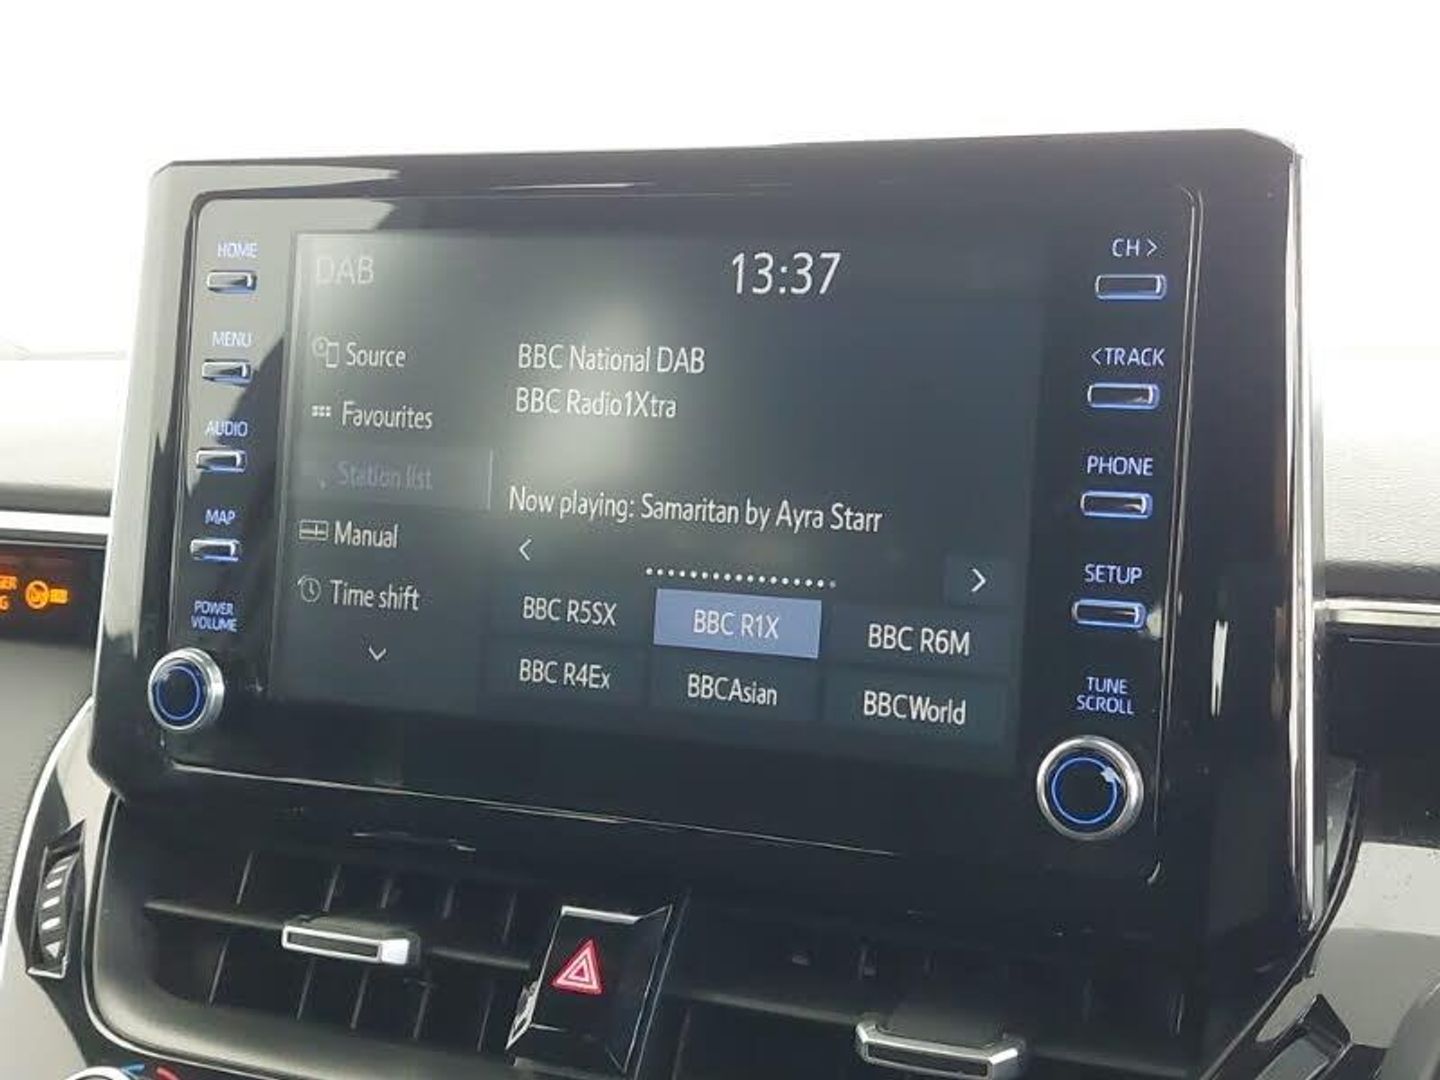 HOME
MENU
AUDIO
MAP
POWER
VOLUME
DAB
13:37
Source
Favourites
Station list
Manual
Time shift
BBC National DAB
BBC Radio1Xtra
Now playing: Samaritan by Ayra Starr
BBC R5SX
BBC R1X
BBC R6M
BBC R4Ex
BBCAsian
BBCWorld
CH >
<TRACK
PHONE
SETUP
TUNE
SCROLL